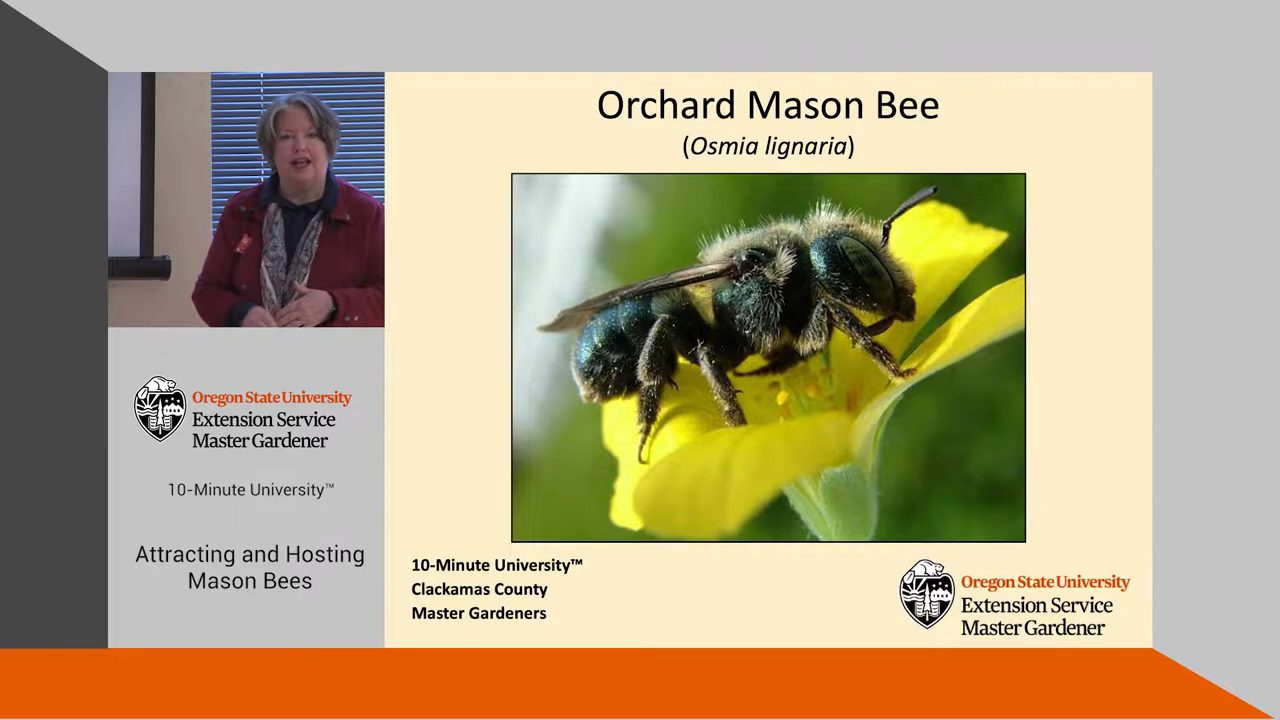 Orchard Mason Bee
(Osmia lignaria)
Oregon State University
Extension Service
Master Gardener
10-Minute University™
Attracting and Hosting
Mason Bees
10-Minute University™
Clackamas County
Master Gardeners
Oregon State University
Extension Service
Master Gardener